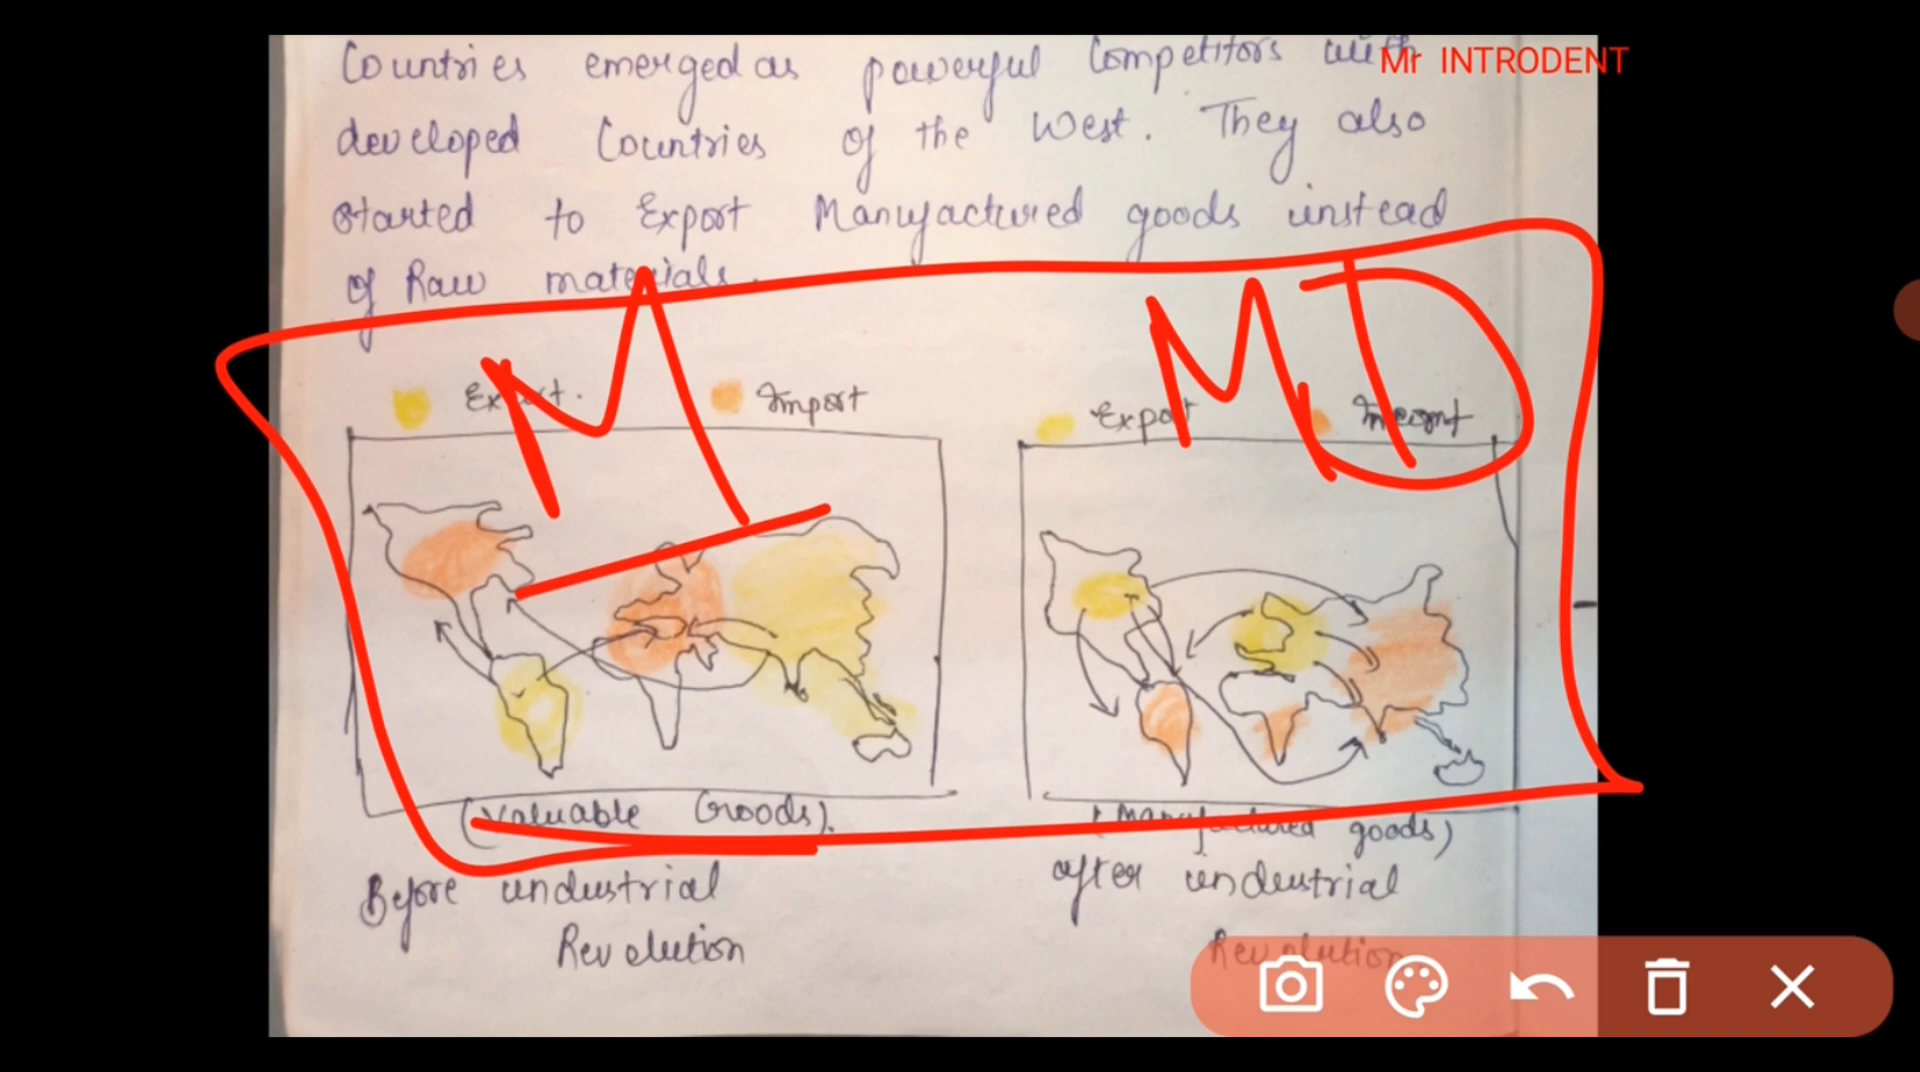 Countries emerged as powerful Competitors with
Mr INTRODENT
developed Countries of the West. They also
started to Export Manufactured goods instead
of Raw materials.
M
MD
Export. Import
Export Import
(Valuable Goods).
(Manufactured goods)
Before industrial
Revolution
after industrial
Revolution